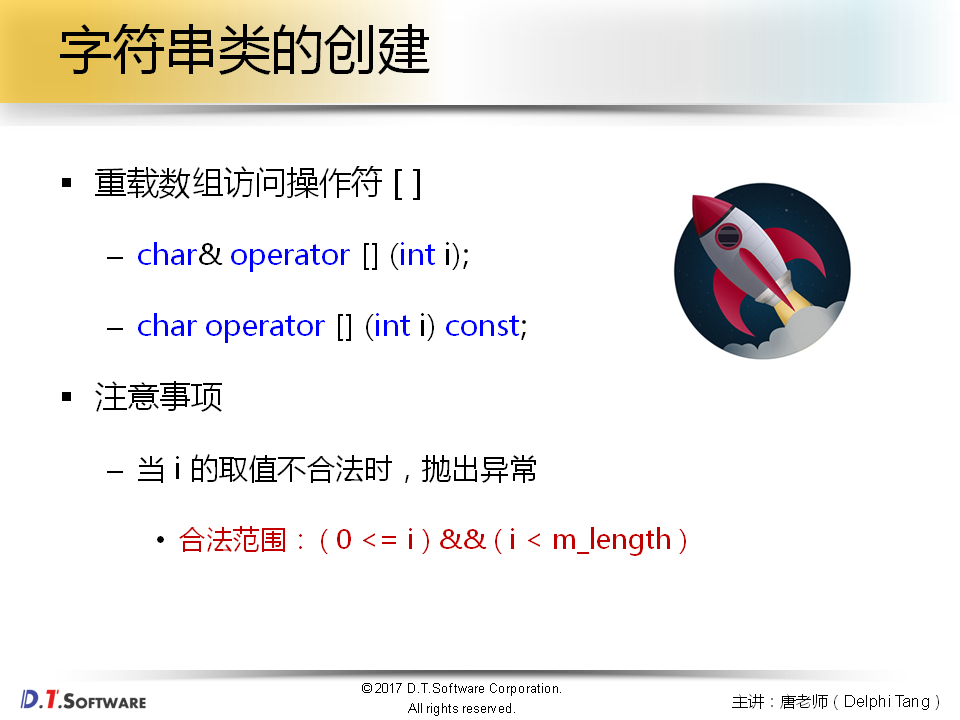 字符串类的创建
▪ 重载数组访问操作符 [ ]
– char& operator [] (int i);
– char operator [] (int i) const;
▪ 注意事项
– 当 i 的取值不合法时，抛出异常
• 合法范围：( 0 <= i ) && ( i < m_length )
D.T.SOFTWARE
©2017 D.T.Software Corporation.
All rights reserved.
主讲：唐老师 ( Delphi Tang )